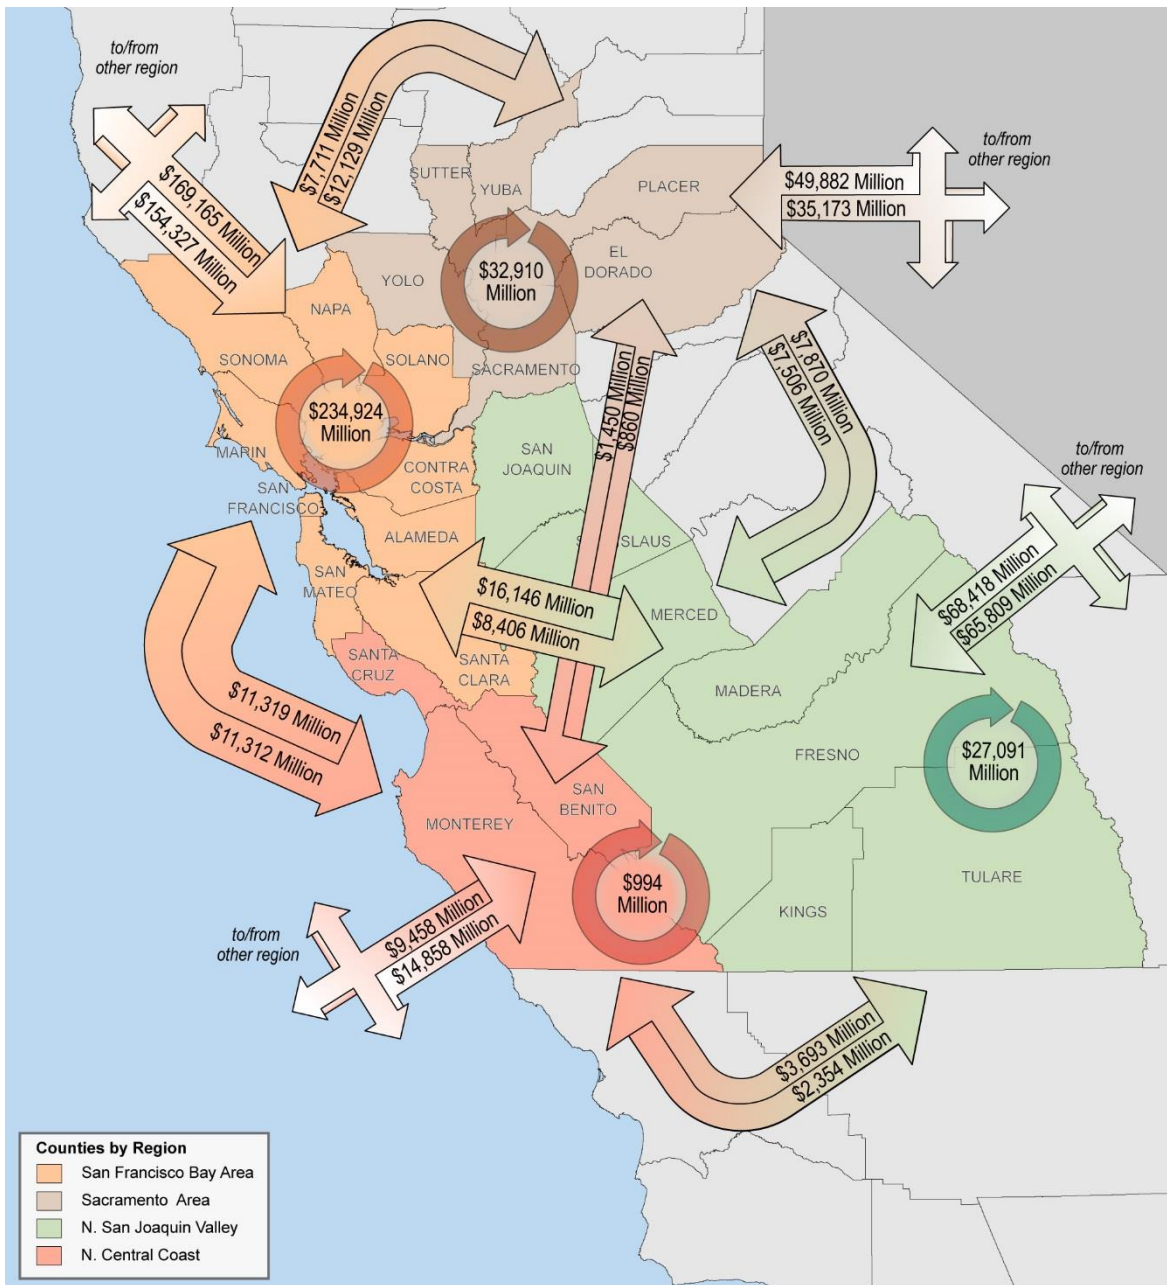 to/from
other region
$7,711 Million
$12,129 Million
$169,165 Million
$154,327 Million
to/from
other region
$49,882 Million
$35,173 Million
SUTTER
YUBA
PLACER
YOLO
$32,910
Million
EL
DORADO
NAPA
SONOMA
SOLANO
SACRAMENTO
$1,450 Million
$860 Million
$7,870 Million
$7,506 Million
$234,924
Million
MARIN
CONTRA
COSTA
SAN
JOAQUIN
to/from
other region
SAN
FRANCISCO
ALAMEDA
S
SLAUS
$68,418 Million
$65,809 Million
SAN
MATEO
$16,146 Million
$8,406 Million
MERCED
SANTA
CRUZ
SANTA
CLARA
MADERA
$11,319 Million
$11,312 Million
FRESNO
$27,091
Million
SAN
BENITO
MONTEREY
$994
Million
KINGS
TULARE
to/from
other region
$9,458 Million
$14,858 Million
$3,693 Million
$2,354 Million
Counties by Region
San Francisco Bay Area
Sacramento Area
N. San Joaquin Valley
N. Central Coast